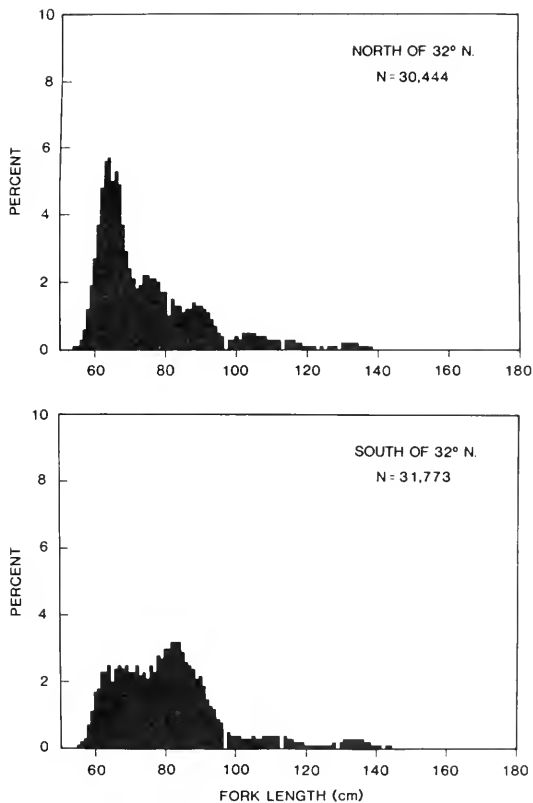 10
8
6
4
2
0
PERCENT
NORTH OF 32° N.
N = 30,444
60 80 100 120 140 160 180
10
8
6
4
2
0
PERCENT
SOUTH OF 32° N.
N = 31,773
60 80 100 120 140 160 180
FORK LENGTH (cm)